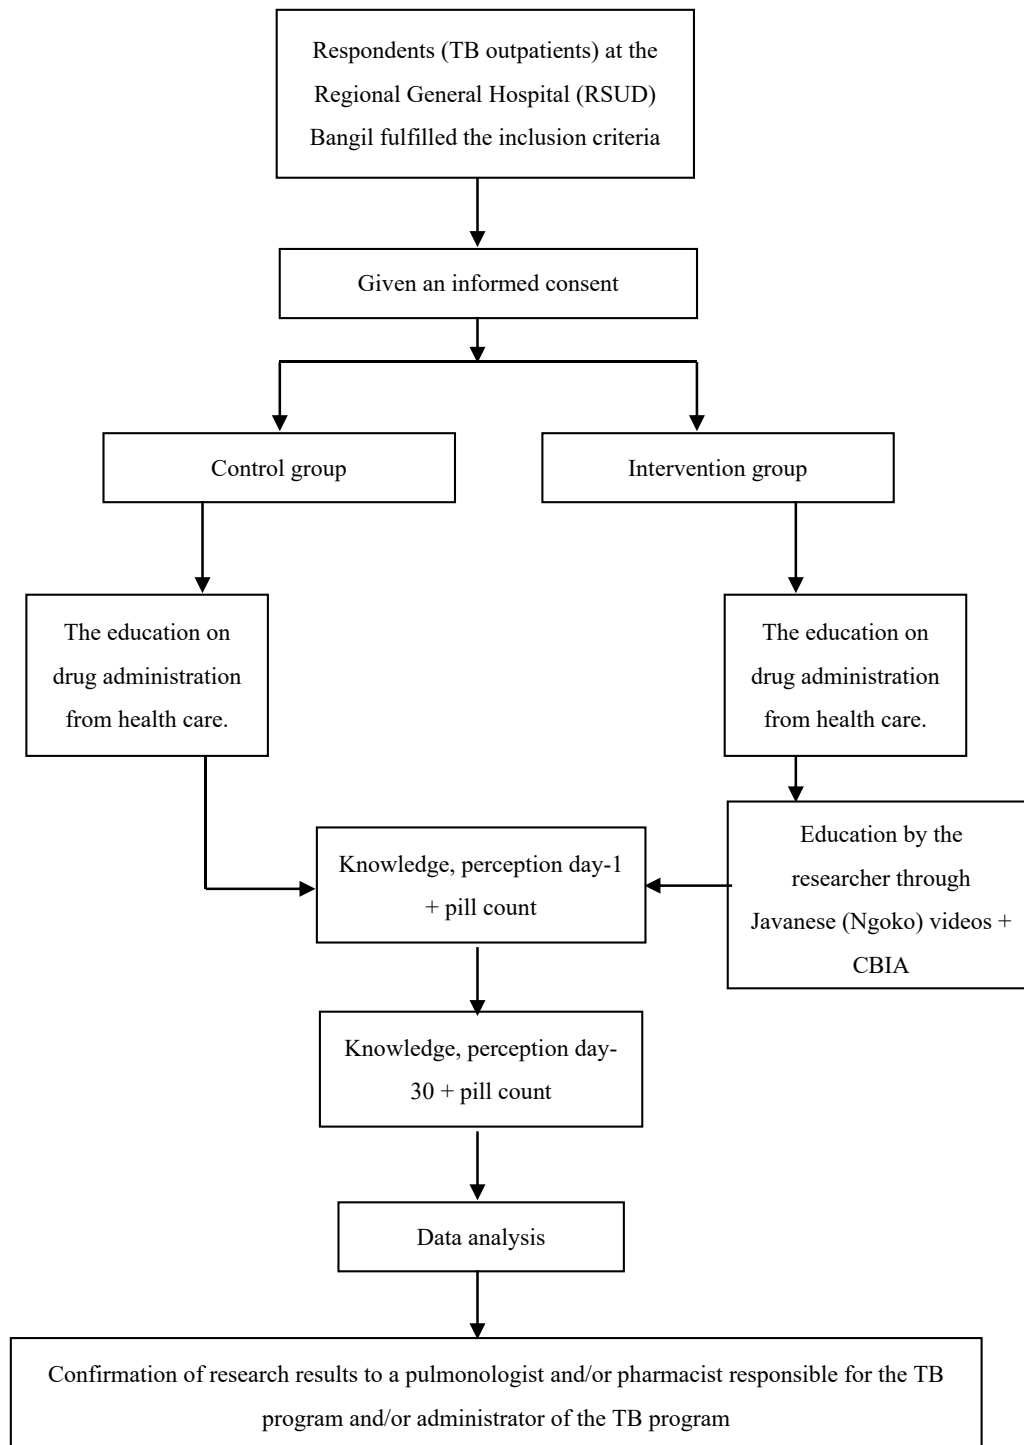 Respondents (TB outpatients) at the
Regional General Hospital (RSUD)
Bangil fulfilled the inclusion criteria
Given an informed consent
Control group
Intervention group
The education on
drug administration
from health care.
The education on
drug administration
from health care.
Education by the
researcher through
Javanese (Ngoko) videos +
CBIA
Knowledge, perception day-1
+ pill count
Knowledge, perception day-
30 + pill count
Data analysis
Confirmation of research results to a pulmonologist and/or pharmacist responsible for the TB
program and/or administrator of the TB program